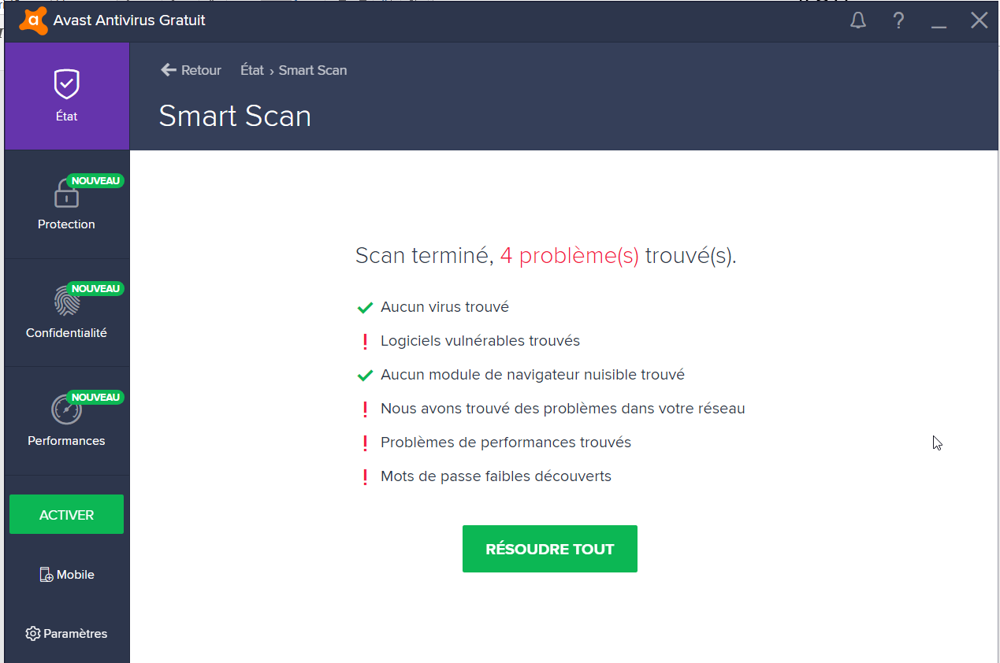 Avast Antivirus Gratuit
État
Retour État › Smart Scan
Smart Scan
NOUVEAU
Protection
NOUVEAU
Confidentialité
NOUVEAU
Performances
ACTIVER
Mobile
Paramètres
Scan terminé, 4 problème(s) trouvé(s).
Aucun virus trouvé
Logiciels vulnérables trouvés
Aucun module de navigateur nuisible trouvé
Nous avons trouvé des problèmes dans votre réseau
Problèmes de performances trouvés
Mots de passe faibles découverts
RÉSOUDRE TOUT